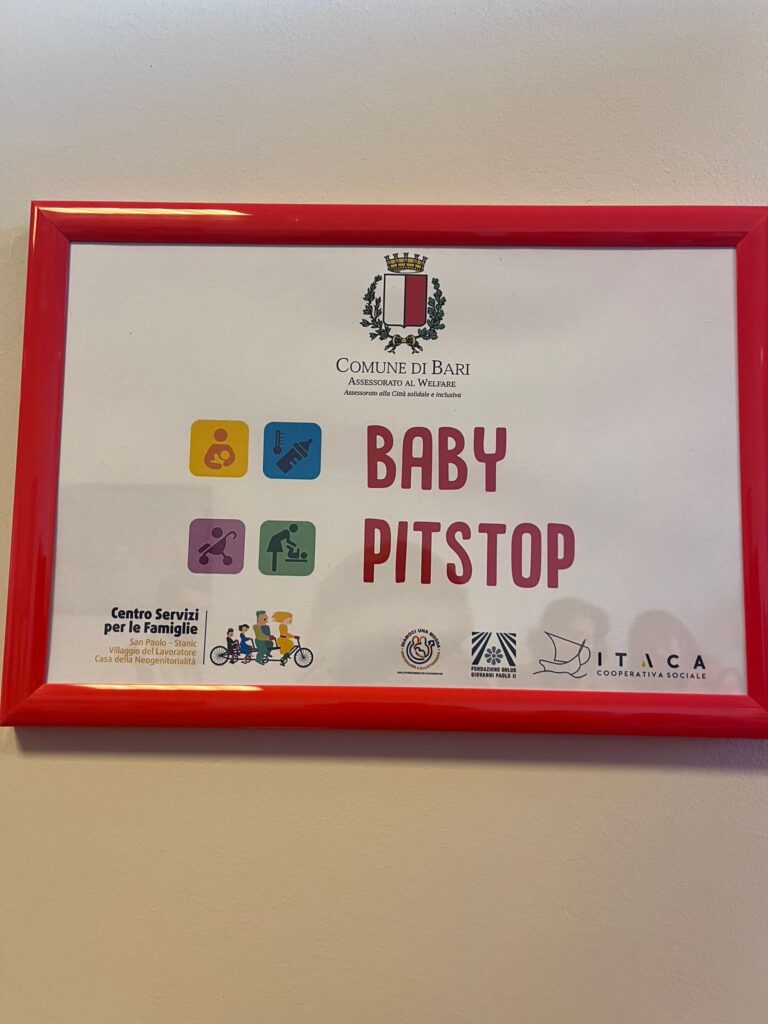 COMUNE DI BARI
ASSESSORATO AL WELFARE
Assessorato alla Città solidale e inclusiva
BABY
PITSTOP
Centro Servizi
per le Famiglie
San Paolo - Stanic
Villaggio del Lavoratore
Casa della Neogenitorialità
FONDAZIONE ONLUS
GIOVANNI PAOLO II
ITACA
COOPERATIVA SOCIALE